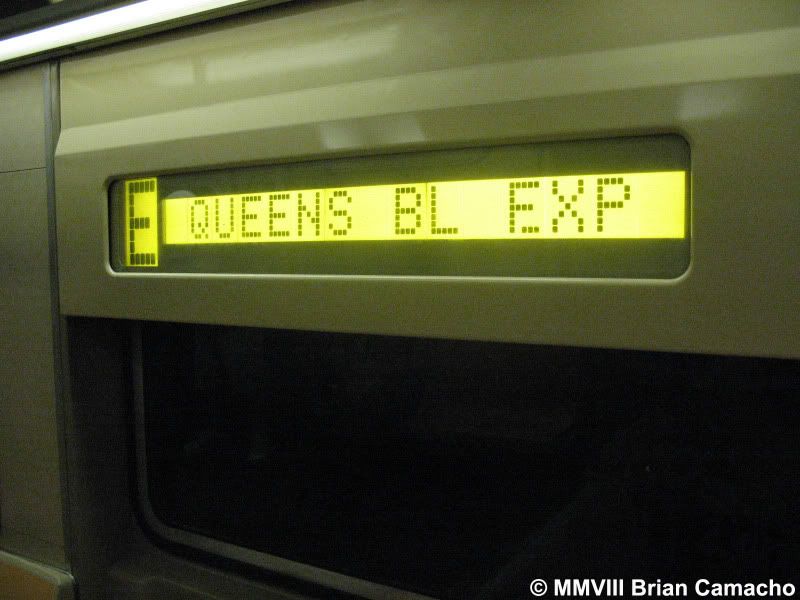 E QUEENS BL EXP
© MMVIII Brian Camacho